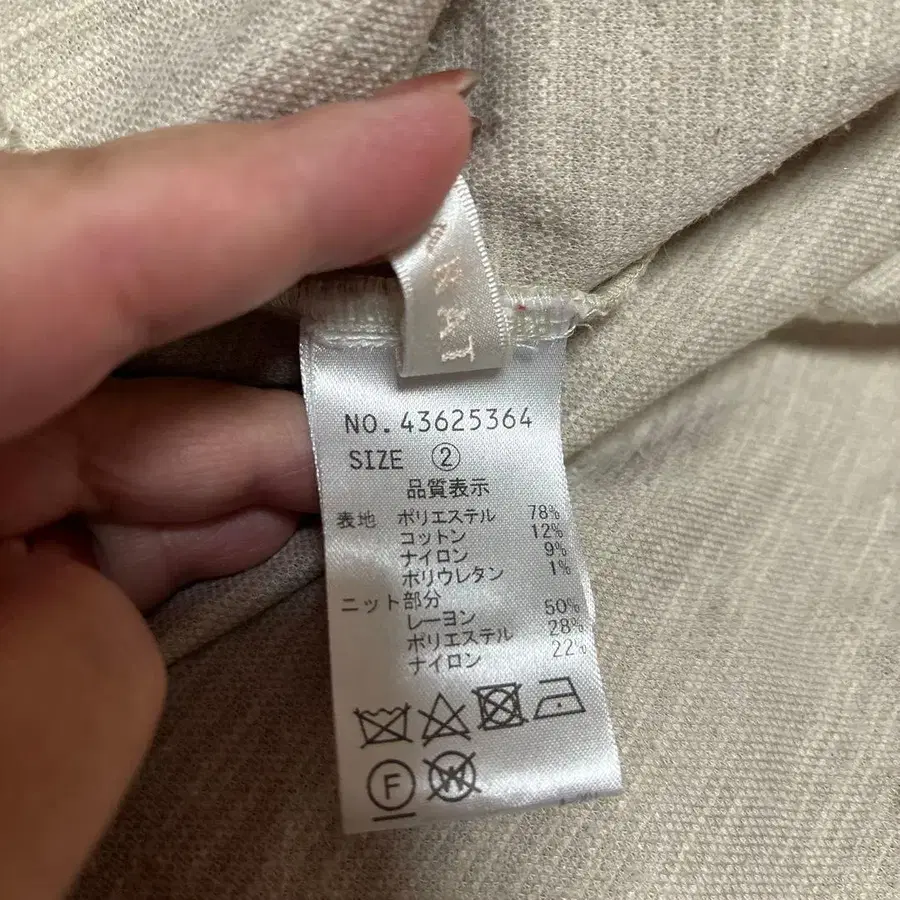 NO.43625364
SIZE ②
品質表示
表地 ポリエステル 78%
コットン 12%
ナイロン 9%
ポリウレタン 1%
ニット部分
レーヨン 50%
ポリエステル 28%
ナイロン 22%
F W